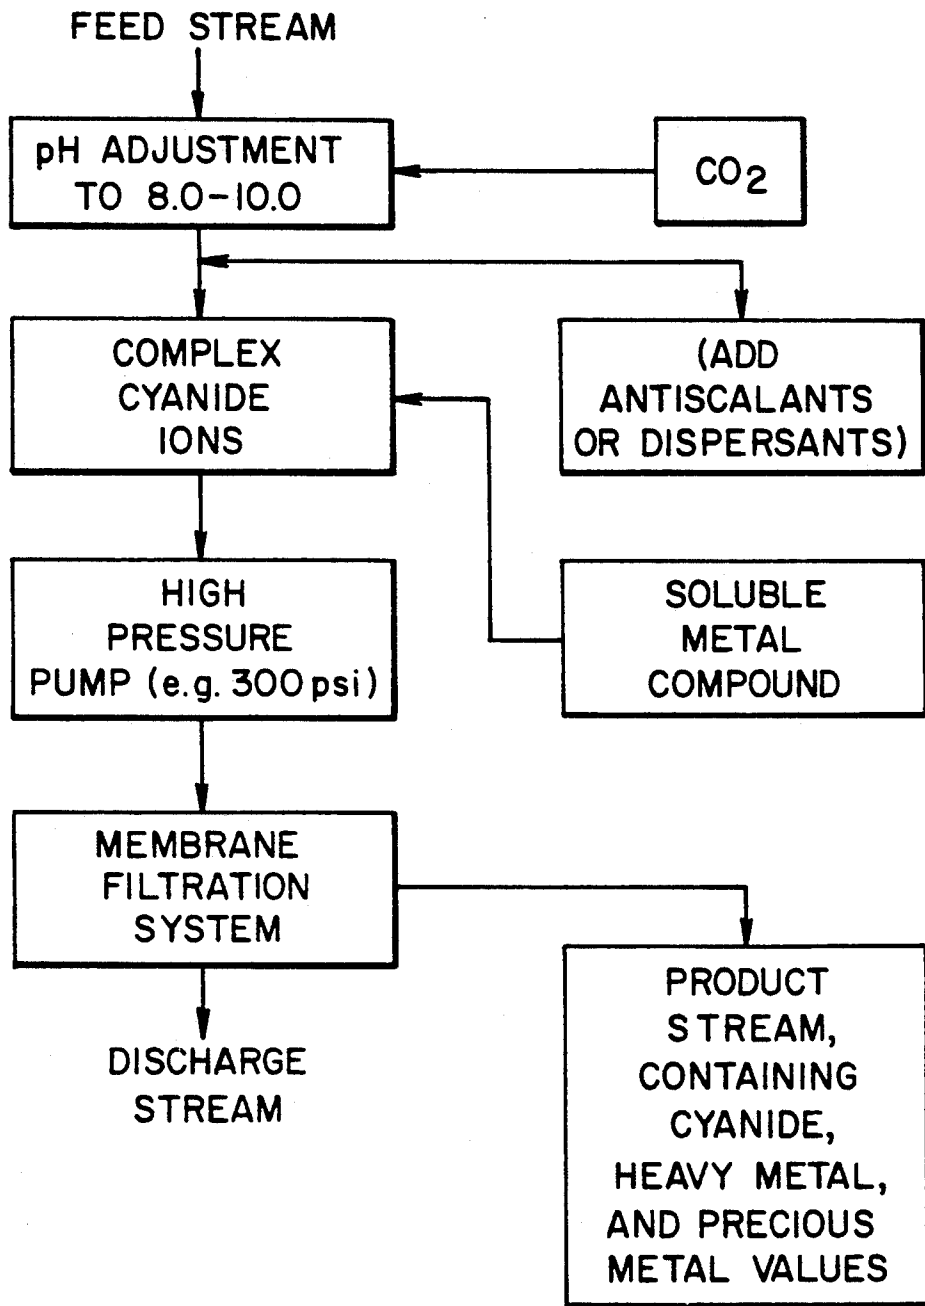 FEED STREAM
pH ADJUSTMENT
TO 8.0-10.0
CO2
COMPLEX
CYANIDE
IONS
(ADD
ANTISCALANTS
OR DISPERSANTS)
HIGH
PRESSURE
PUMP (e.g. 300 psi)
SOLUBLE
METAL
COMPOUND
MEMBRANE
FILTRATION
SYSTEM
DISCHARGE
STREAM
PRODUCT
STREAM,
CONTAINING
CYANIDE,
HEAVY METAL,
AND PRECIOUS
METAL VALUES